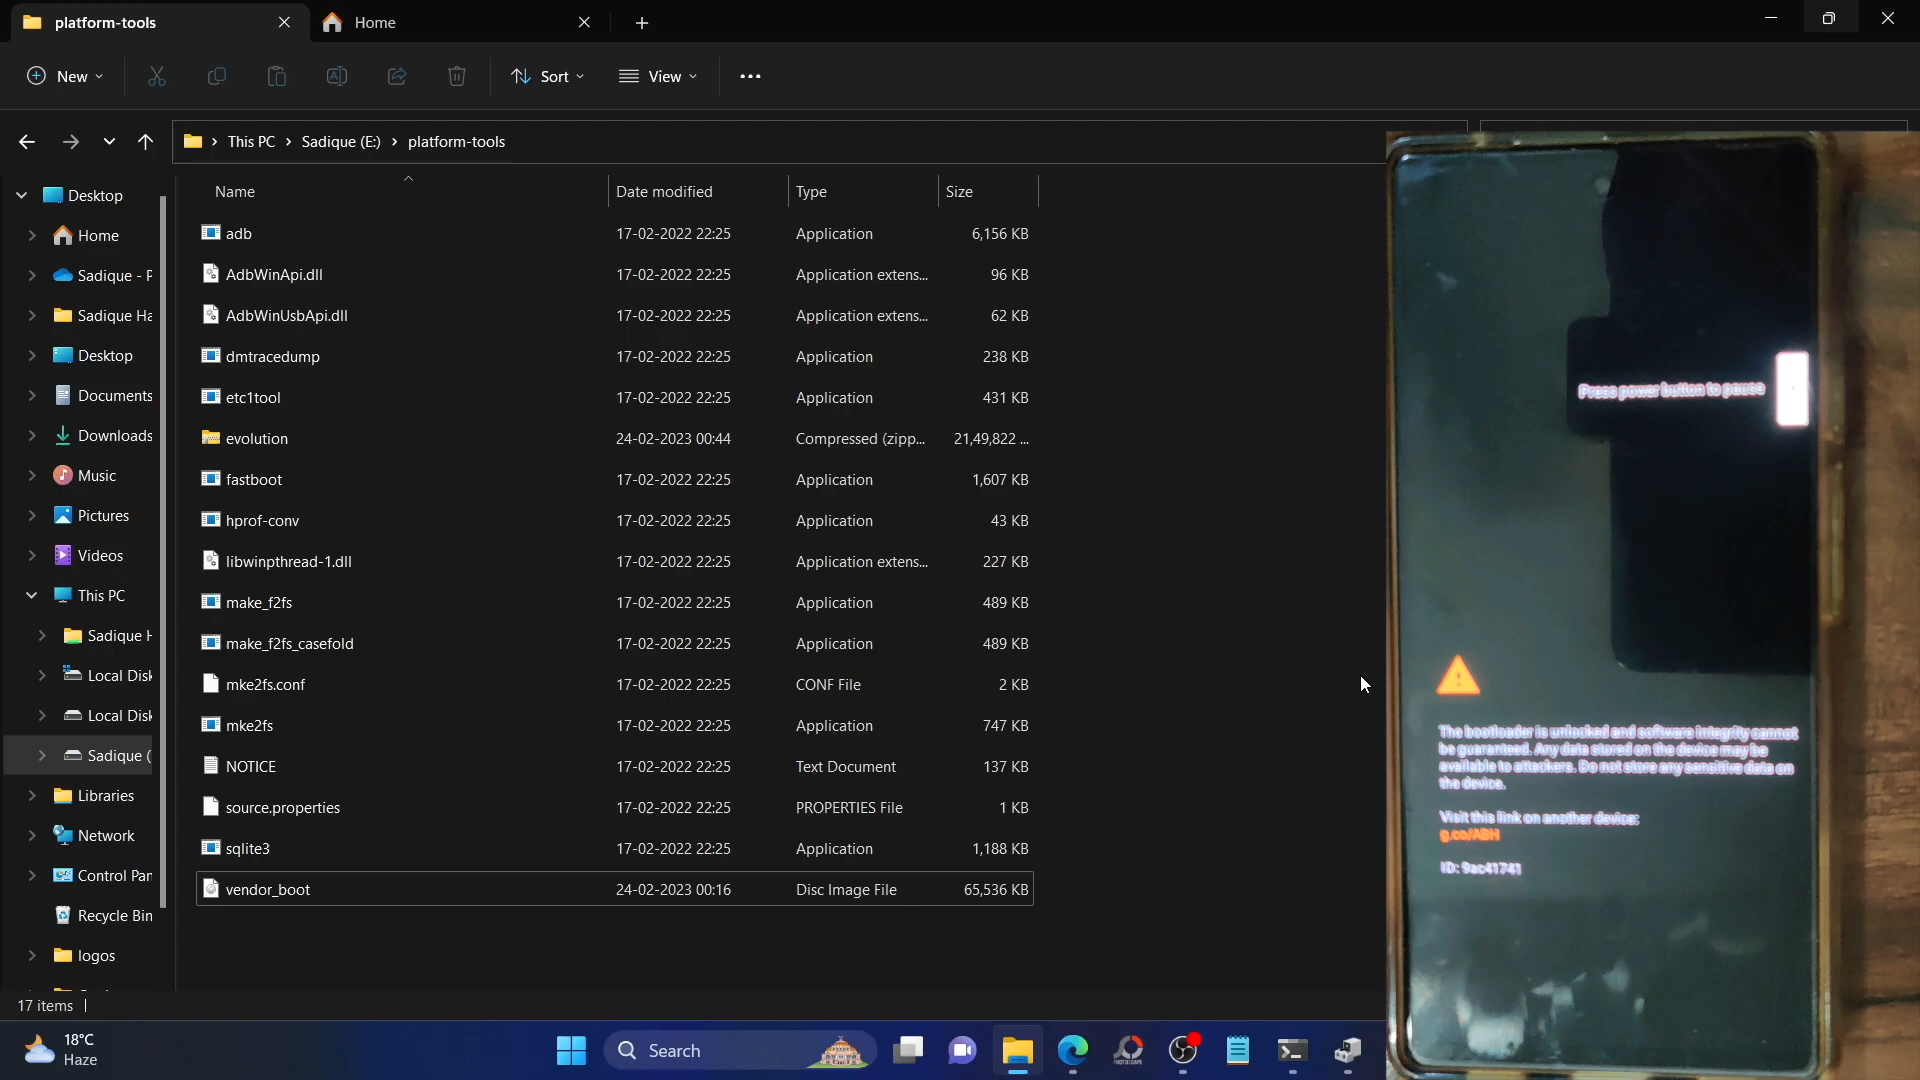 platform-tools
Home
New
Sort
View
This PC
Sadique (E:)
platform-tools
Desktop
Home
Sadique - P
Sadique Ha
Desktop
Documents
Downloads
Music
Pictures
Videos
This PC
Sadique H
Local Disk
Local Disk
Sadique (
Libraries
Network
Control Pan
Recycle Bin
logos
Name Date modified Type Size
adb 17-02-2022 22:25 Application 6,156 KB
AdbWinApi.dll 17-02-2022 22:25 Application extens... 96 KB
AdbWinUsbApi.dll 17-02-2022 22:25 Application extens... 62 KB
dmtracedump 17-02-2022 22:25 Application 238 KB
etc1tool 17-02-2022 22:25 Application 431 KB
evolution 24-02-2023 00:44 Compressed (zipp... 21,49,822 ...
fastboot 17-02-2022 22:25 Application 1,607 KB
hprof-conv 17-02-2022 22:25 Application 43 KB
libwinpthread-1.dll 17-02-2022 22:25 Application extens... 227 KB
make_f2fs 17-02-2022 22:25 Application 489 KB
make_f2fs_casefold 17-02-2022 22:25 Application 489 KB
mke2fs.conf 17-02-2022 22:25 CONF File 2 KB
mke2fs 17-02-2022 22:25 Application 747 KB
NOTICE 17-02-2022 22:25 Text Document 137 KB
source.properties 17-02-2022 22:25 PROPERTIES File 1 KB
sqlite3 17-02-2022 22:25 Application 1,188 KB
vendor_boot 24-02-2023 00:16 Disc Image File 65,536 KB
17 items
Press power button to pause
The bootloader is unlocked and software integrity cannot
be guaranteed. Any data stored on the device may be
available to attackers. Do not store any sensitive data on
the device.
Visit this link on another device:
g.co/ABH
ID: 9ac41741
18°C
Haze
Search